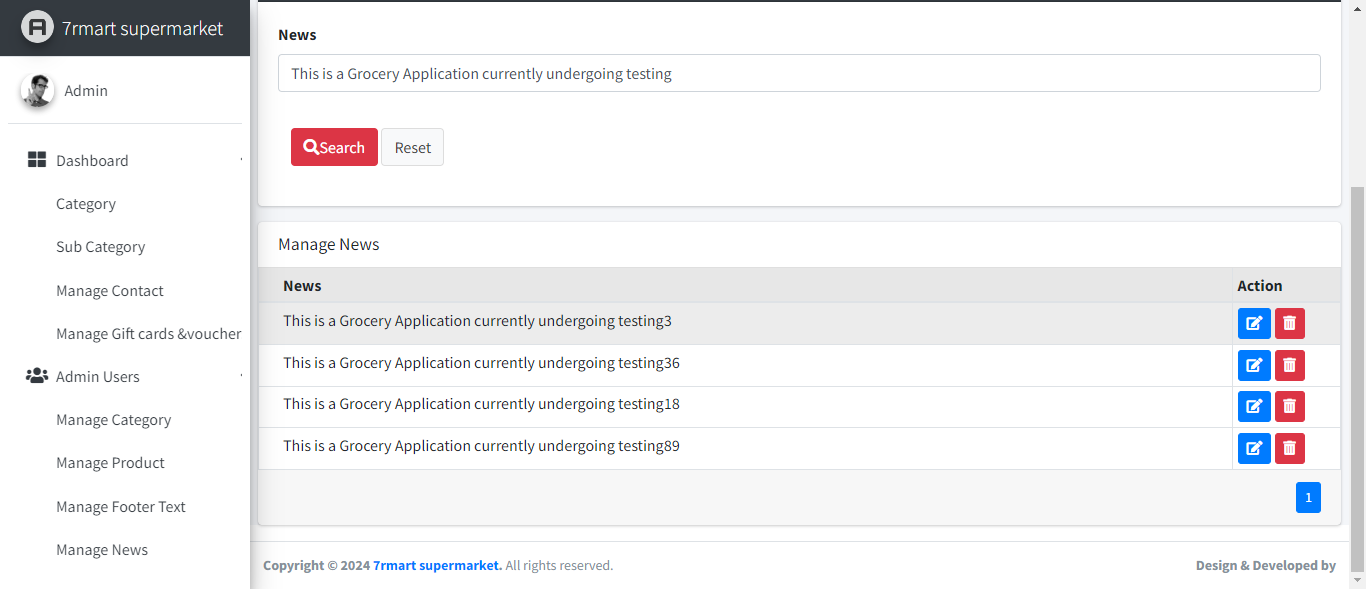 7rmart supermarket
Admin
Dashboard
Category
Sub Category
Manage Contact
Manage Gift cards &voucher
Admin Users
Manage Category
Manage Product
Manage Footer Text
Manage News
News
This is a Grocery Application currently undergoing testing
Search Reset
Manage News
News Action
This is a Grocery Application currently undergoing testing3
This is a Grocery Application currently undergoing testing36
This is a Grocery Application currently undergoing testing18
This is a Grocery Application currently undergoing testing89
1
Copyright © 2024 7rmart supermarket. All rights reserved. Design & Developed by